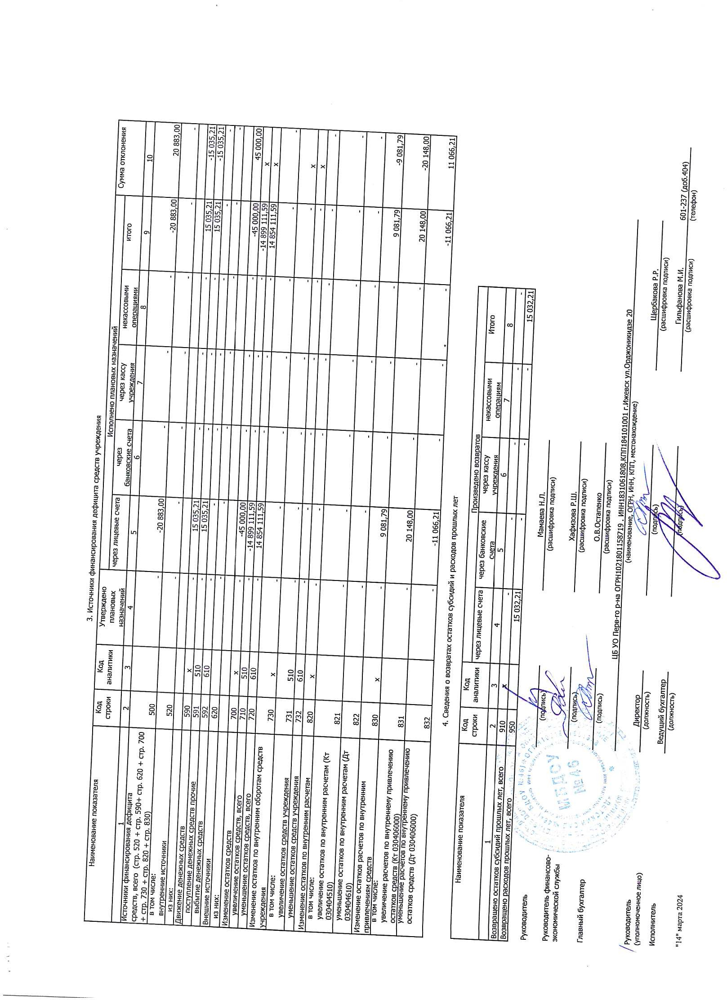 3. Источники финансирования дефицита средств учреждения
Наименование показателя | Код строки | Код аналитики | Утверждено плановых назначений | Исполнено плановых назначений | Сумма отклонения
через лицевые счета | через банковские счета | через кассу учреждения | некассовыми операциями | итого
1 | 2 | 3 | 4 | 5 | 6 | 7 | 8 | 9 | 10
Источники финансирования дефицита средств, всего (стр. 520 + стр. 590+ стр. 620 + стр. 700 + стр. 730 + стр. 820 + стр. 830) | 500 | | - | -20 883,00 | - | - | - | -20 883,00 | 20 883,00
в том числе:
внутренние источники | 520 | | - | - | - | - | - | - | -
из них:
Движение денежных средств | 590 | x | - | 15 035,21 | - | - | - | 15 035,21 | -15 035,21
поступление денежных средств прочие | 591 | 510 | - | 15 035,21 | - | - | - | 15 035,21 | -15 035,21
выбытие денежных средств | 592 | 610 | - | - | - | - | - | - | -
Внешние источники | 620 | | - | - | - | - | - | - | -
из них:
Изменение остатков средств | 700 | x | - | -45 000,00 | - | - | - | -45 000,00 | 45 000,00
увеличение остатков средств, всего | 710 | 510 | - | -14 899 111,59 | - | - | - | -14 899 111,59 | x
уменьшение остатков средств, всего | 720 | 610 | - | 14 854 111,59 | - | - | - | 14 854 111,59 | x
Изменение остатков по внутренним оборотам средств учреждения | 730 | x | - | - | - | - | - | - | -
в том числе:
увеличение остатков средств учреждения | 731 | 510 | - | - | - | - | - | - | x
уменьшение остатков средств учреждения | 732 | 610 | - | - | - | - | - | - | x
Изменение остатков по внутренним расчетам | 820 | x | - | - | - | - | - | - | -
в том числе:
увеличение остатков по внутренним расчетам (Кт 030404510) | 821 | | - | - | - | - | - | - | -
уменьшение остатков по внутренним расчетам (Дт 030404610) | 822 | | - | - | - | - | - | - | -
Изменение остатков расчетов по внутренним привлечениям средств | 830 | x | - | 9 081,79 | - | - | - | 9 081,79 | -9 081,79
в том числе:
увеличение расчетов по внутреннему привлечению остатков средств (Кт 030406000) | 831 | | - | 20 148,00 | - | - | - | 20 148,00 | -20 148,00
уменьшение расчетов по внутреннему привлечению остатков средств (Дт 030406000) | 832 | | - | -11 066,21 | - | - | - | -11 066,21 | 11 066,21
4. Сведения о возвратах остатков субсидий и расходов прошлых лет
Наименование показателя | Код строки | Код аналитики | Произведено возвратов
через лицевые счета | через банковские счета | через кассу учреждения | некассовыми операциям | Итого
1 | 2 | 3 | 4 | 5 | 6 | 7 | 8
Возвращено остатков субсидий прошлых лет, всего | 910 | x | - | - | - | - | -
Возвращено расходов прошлых лет, всего | 950 | | 15 032,21 | - | - | - | 15 032,21
Руководитель Мамаева Н.Л.
(подпись) (расшифровка подписи)
Руководитель финансово-
экономической службы Хафизова Р.Ш.
(подпись) (расшифровка подписи)
Главный бухгалтер О.В.Остапенко
(подпись) (расшифровка подписи)
МБДОУ
№46
ЦБ УО Перв-го р-на ОГРН1021801158719 . ИНН1831061808,КПП184101001 г.Ижевск ул.Орджоникидзе 20
(наименование, ОГРН, ИНН, КПП, местонахождение)
Руководитель Директор Щербакова Р.Р.
(уполномоченное лицо) (должность) (подпись) (расшифровка подписи)
Исполнитель Ведущий бухгалтер Гильфанова М.И. 601-237 (доб.404)
(должность) (подпись) (расшифровка подписи) (телефон)
"14" марта 2024